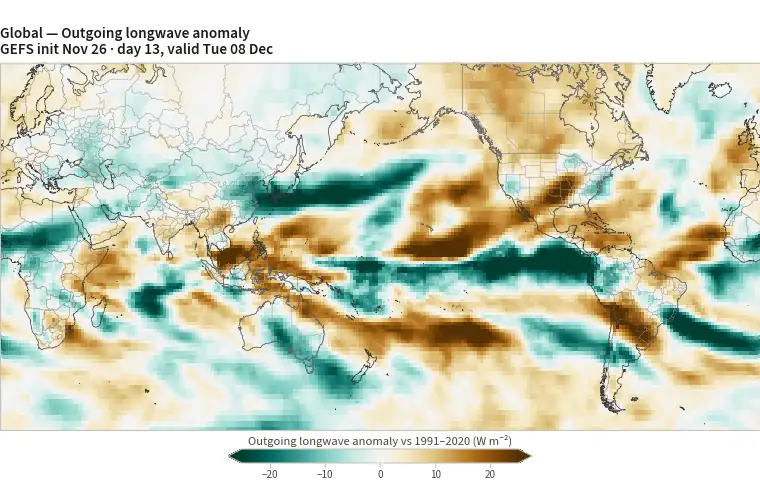 Global — Outgoing longwave anomaly
GEFS init Nov 26 · day 13, valid Tue 08 Dec
Outgoing longwave anomaly vs 1991–2020 (W m⁻²)
−20 −10 0 10 20